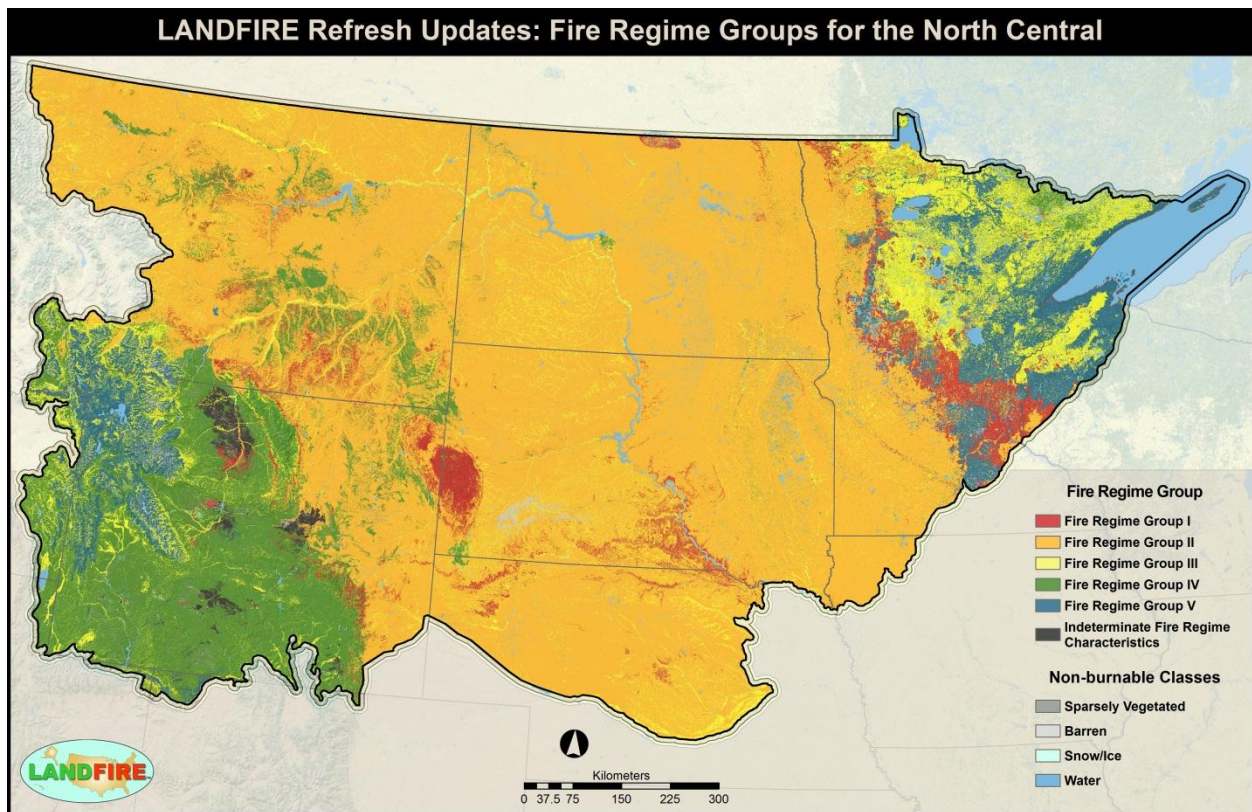 LANDFIRE Refresh Updates: Fire Regime Groups for the North Central
Fire Regime Group
Fire Regime Group I
Fire Regime Group II
Fire Regime Group III
Fire Regime Group IV
Fire Regime Group V
Indeterminate Fire Regime
Characteristics
Non-burnable Classes
Sparsely Vegetated
Barren
Snow/Ice
Water
LANDFIRE
Kilometers
0 37.5 75 150 225 300